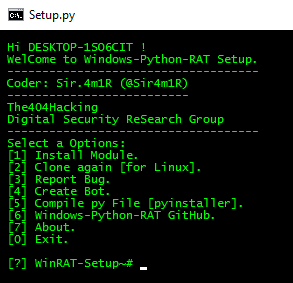 Setup.py
Hi DESKTOP-1SO6CIT !
WelCome to Windows-Python-RAT Setup.
------------------------------------
Coder: Sir.4m1R (@Sir4m1R)
--------------------------
The404Hacking
Digital Security ReSearch Group
------------------------------------
Select a Options:
[1] Install Module.
[2] Clone again [for Linux].
[3] Report Bug.
[4] Create Bot.
[5] Compile py File [pyinstaller].
[6] Windows-Python-RAT GitHub.
[7] About.
[0] Exit.
[?] WinRAT-Setup~# _